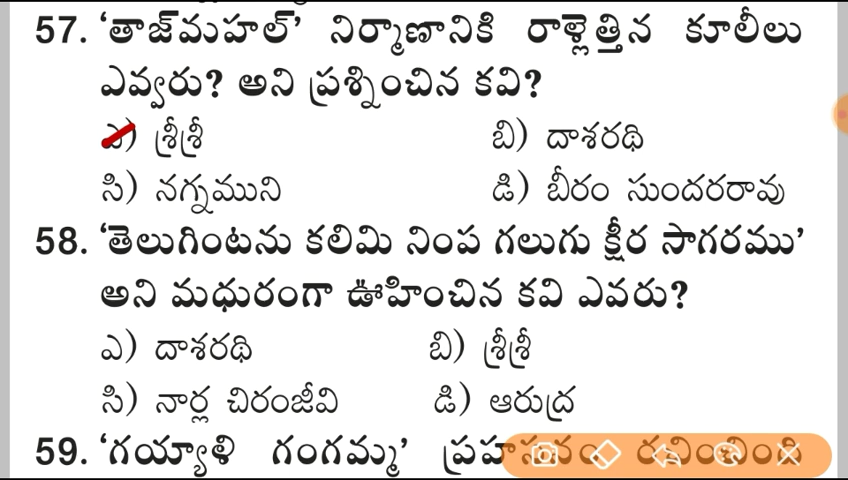 57. ‘తాజ్‌మహల్’ నిర్మాణానికి రాళ్లెత్తిన కూలీలు
ఎవ్వరు? అని ప్రశ్నించిన కవి?
ఎ) శ్రీశ్రీ బి) దాశరథి
సి) నగ్నముని డి) బీరం సుందరరావు
58. ‘తెలుగింటను కలిమి నింప గలుగు క్షీర సాగరము’
అని మధురంగా ఊహించిన కవి ఎవరు?
ఎ) దాశరథి బి) శ్రీశ్రీ
సి) నార్ల చిరంజీవి డి) ఆరుద్ర
59. ‘గయ్యాళి గంగమ్మ’ ప్రహసనం